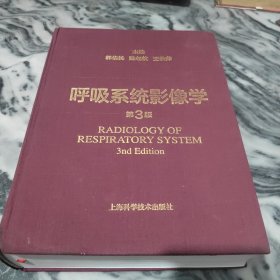 主编
呼吸系统影像学
第3版
RADIOLOGY OF
RESPIRATORY SYSTEM
3nd Edition
上海科学技术出版社